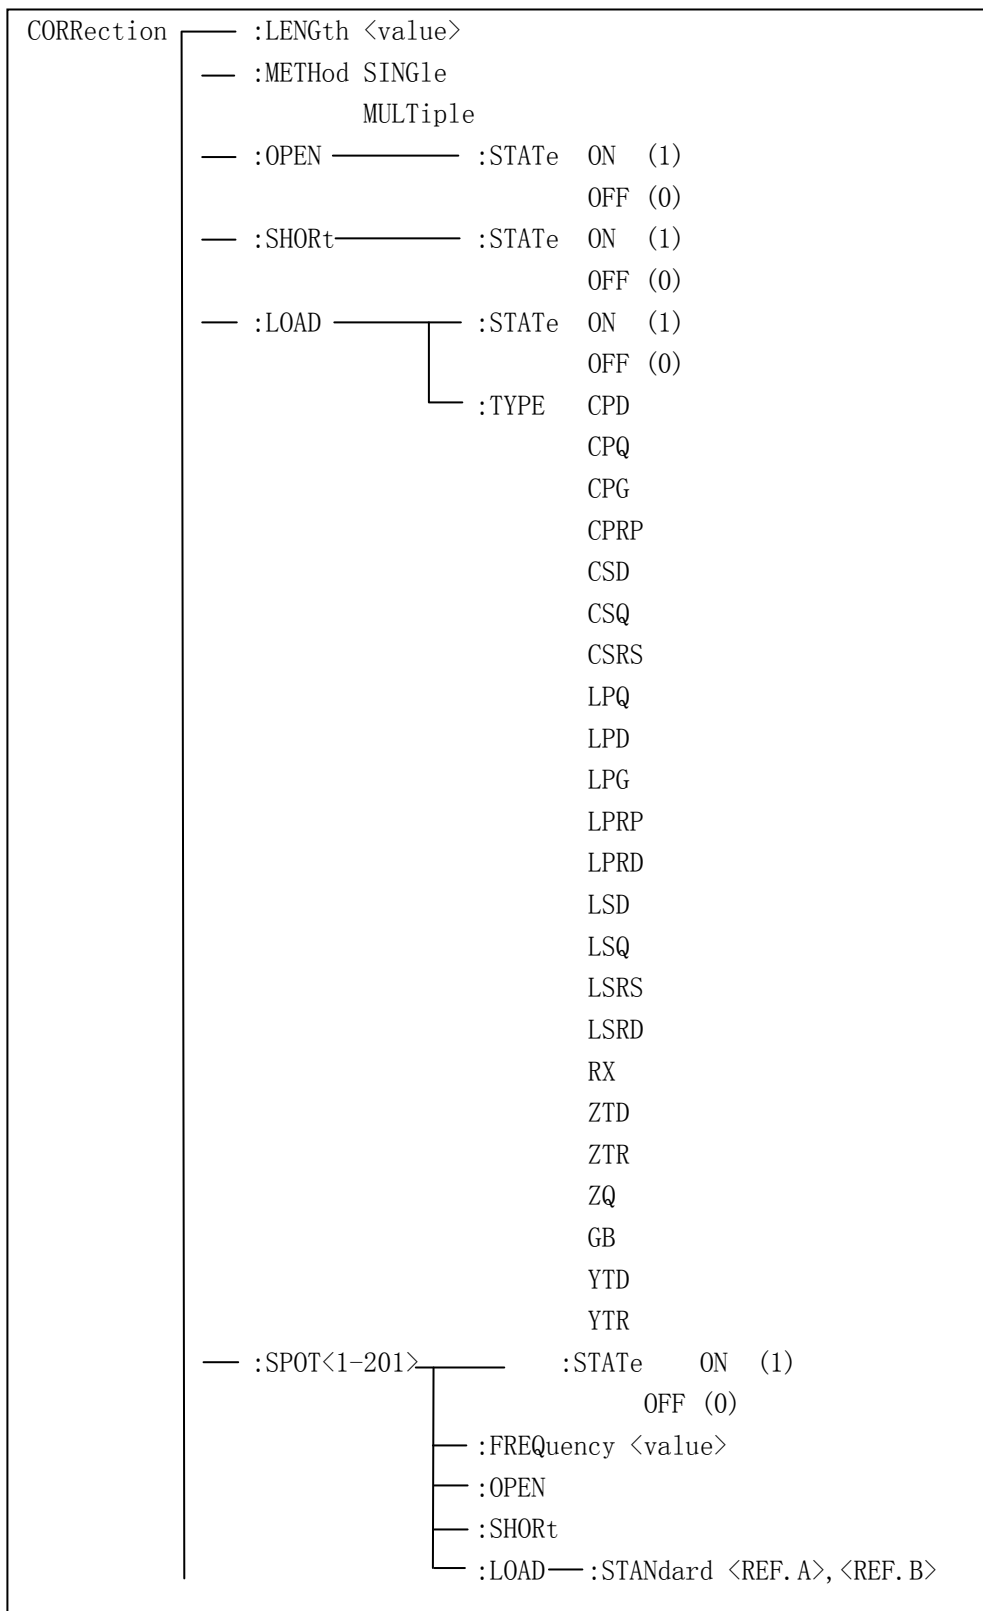 CORRection :LENGth <value>
:METHod SINGle
MULTiple
:OPEN :STATe ON (1)
OFF (0)
:SHORt :STATe ON (1)
OFF (0)
:LOAD :STATe ON (1)
OFF (0)
:TYPE CPD
CPQ
CPG
CPRP
CSD
CSQ
CSRS
LPQ
LPD
LPG
LPRP
LPRD
LSD
LSQ
LSRS
LSRD
RX
ZTD
ZTR
ZQ
GB
YTD
YTR
:SPOT<1-201> :STATe ON (1)
OFF (0)
:FREQuency <value>
:OPEN
:SHORt
:LOAD :STANdard <REF.A>,<REF.B>